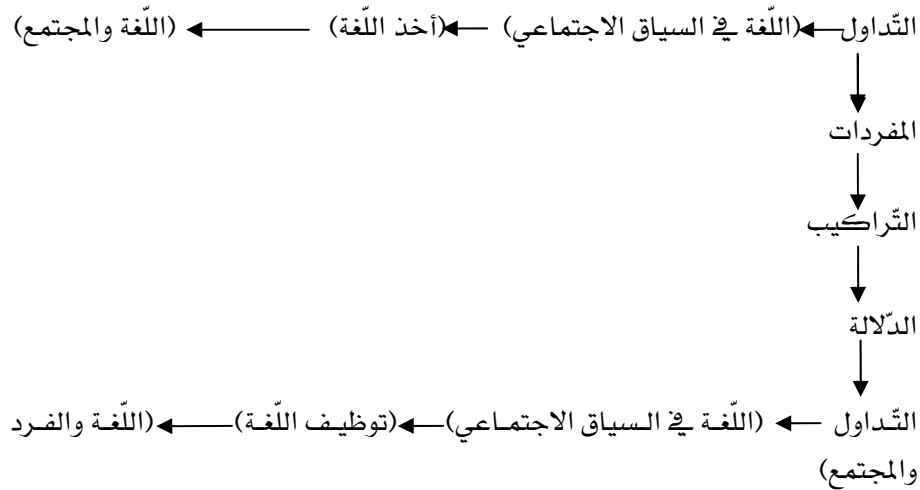 التّداول (اللّغة في السياق الاجتماعي) (أخذ اللّغة) (اللّغة والمجتمع)
المفردات
التّراكيب
الدّلالة
التّداول (اللّغة في السياق الاجتماعي) (توظيف اللّغة) (اللّغة والفرد
والمجتمع)